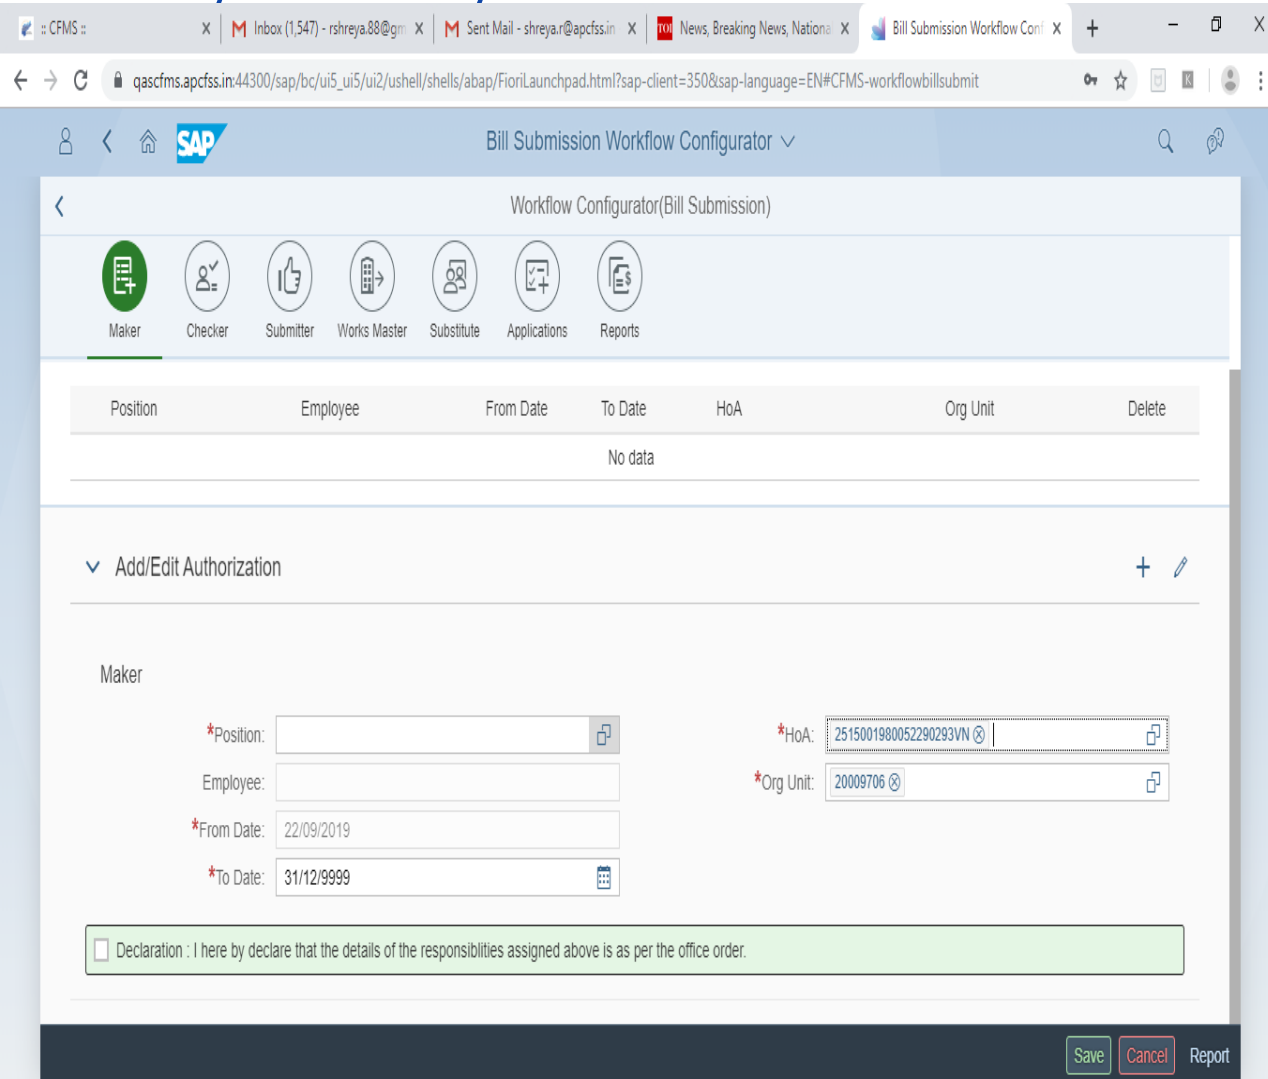 :: CFMS ::
Inbox (1,547) - rshreya.88@gm
Sent Mail - shreya.r@apcfss.in
TOI News, Breaking News, National
Bill Submission Workflow Conf
qascfms.apcfss.in:44300/sap/bc/ui5_ui5/ui2/ushell/shells/abap/FioriLaunchpad.html?sap-client=350&sap-language=EN#CFMS-workflowbillsubmit
SAP Bill Submission Workflow Configurator
Workflow Configurator(Bill Submission)
Maker Checker Submitter Works Master Substitute Applications Reports
Position Employee From Date To Date HoA Org Unit Delete
No data
Add/Edit Authorization
Maker
*Position: *HoA: 2515001980052290293VN
Employee: *Org Unit: 20009706
*From Date: 22/09/2019
*To Date: 31/12/9999
Declaration : I here by declare that the details of the responsiblities assigned above is as per the office order.
Save Cancel Report